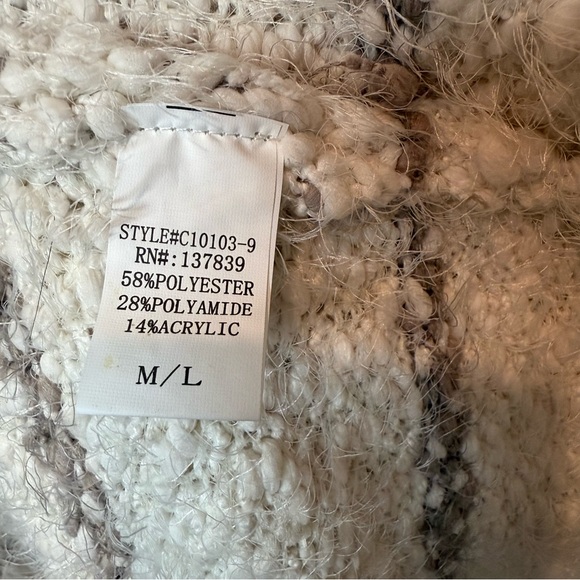 STYLE#C10103-9
RN#:137839
58%POLYESTER
28%POLYAMIDE
14%ACRYLIC
M/L